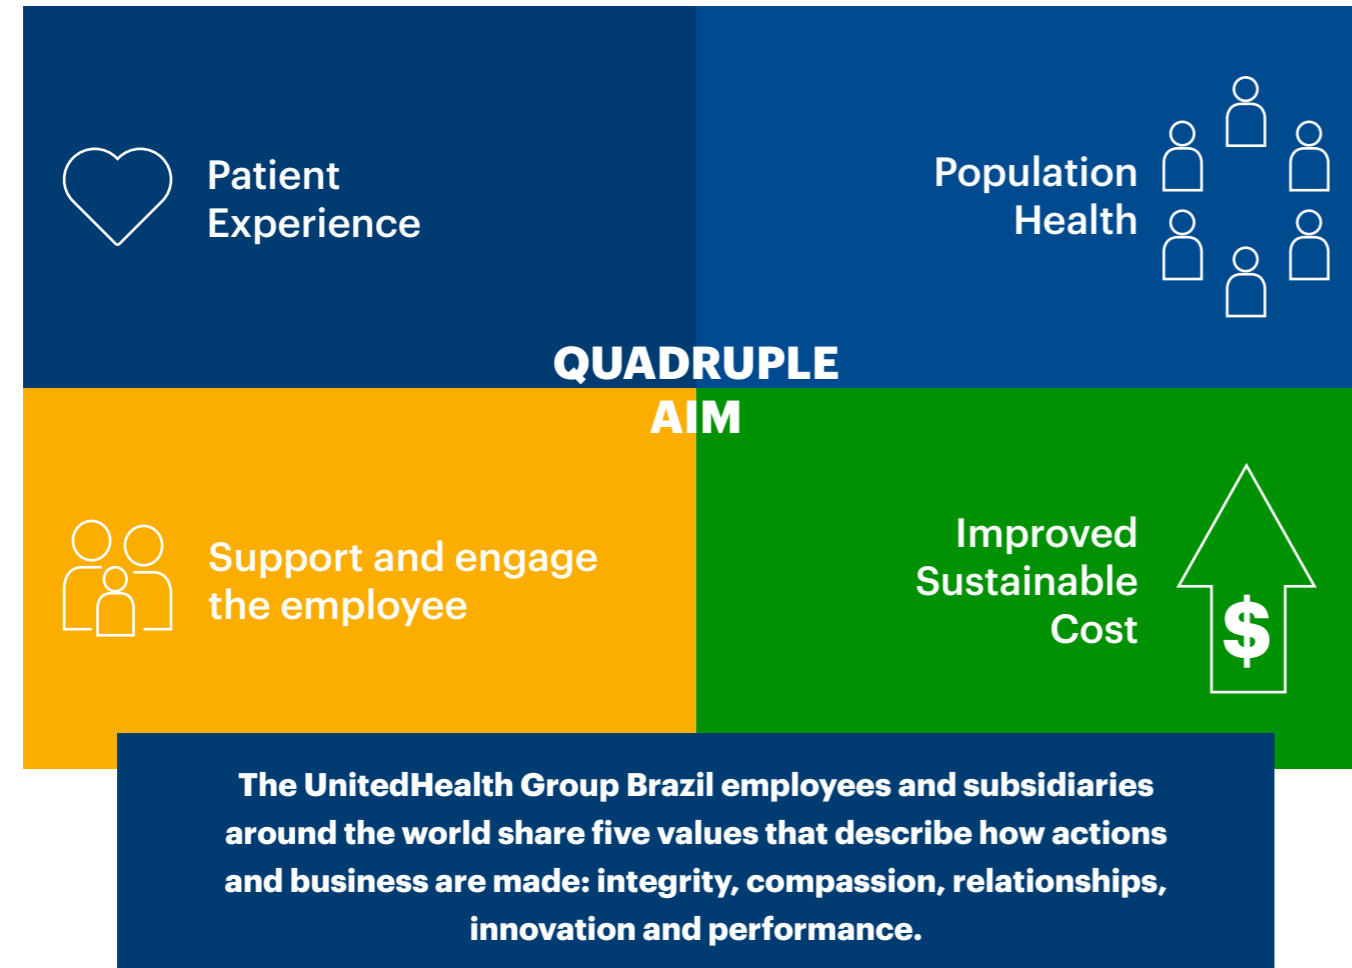 Patient
Experience
Population
Health
QUADRUPLE
AIM
Support and engage
the employee
Improved
Sustainable
Cost
$
The UnitedHealth Group Brazil employees and subsidiaries
around the world share five values that describe how actions
and business are made: integrity, compassion, relationships,
innovation and performance.